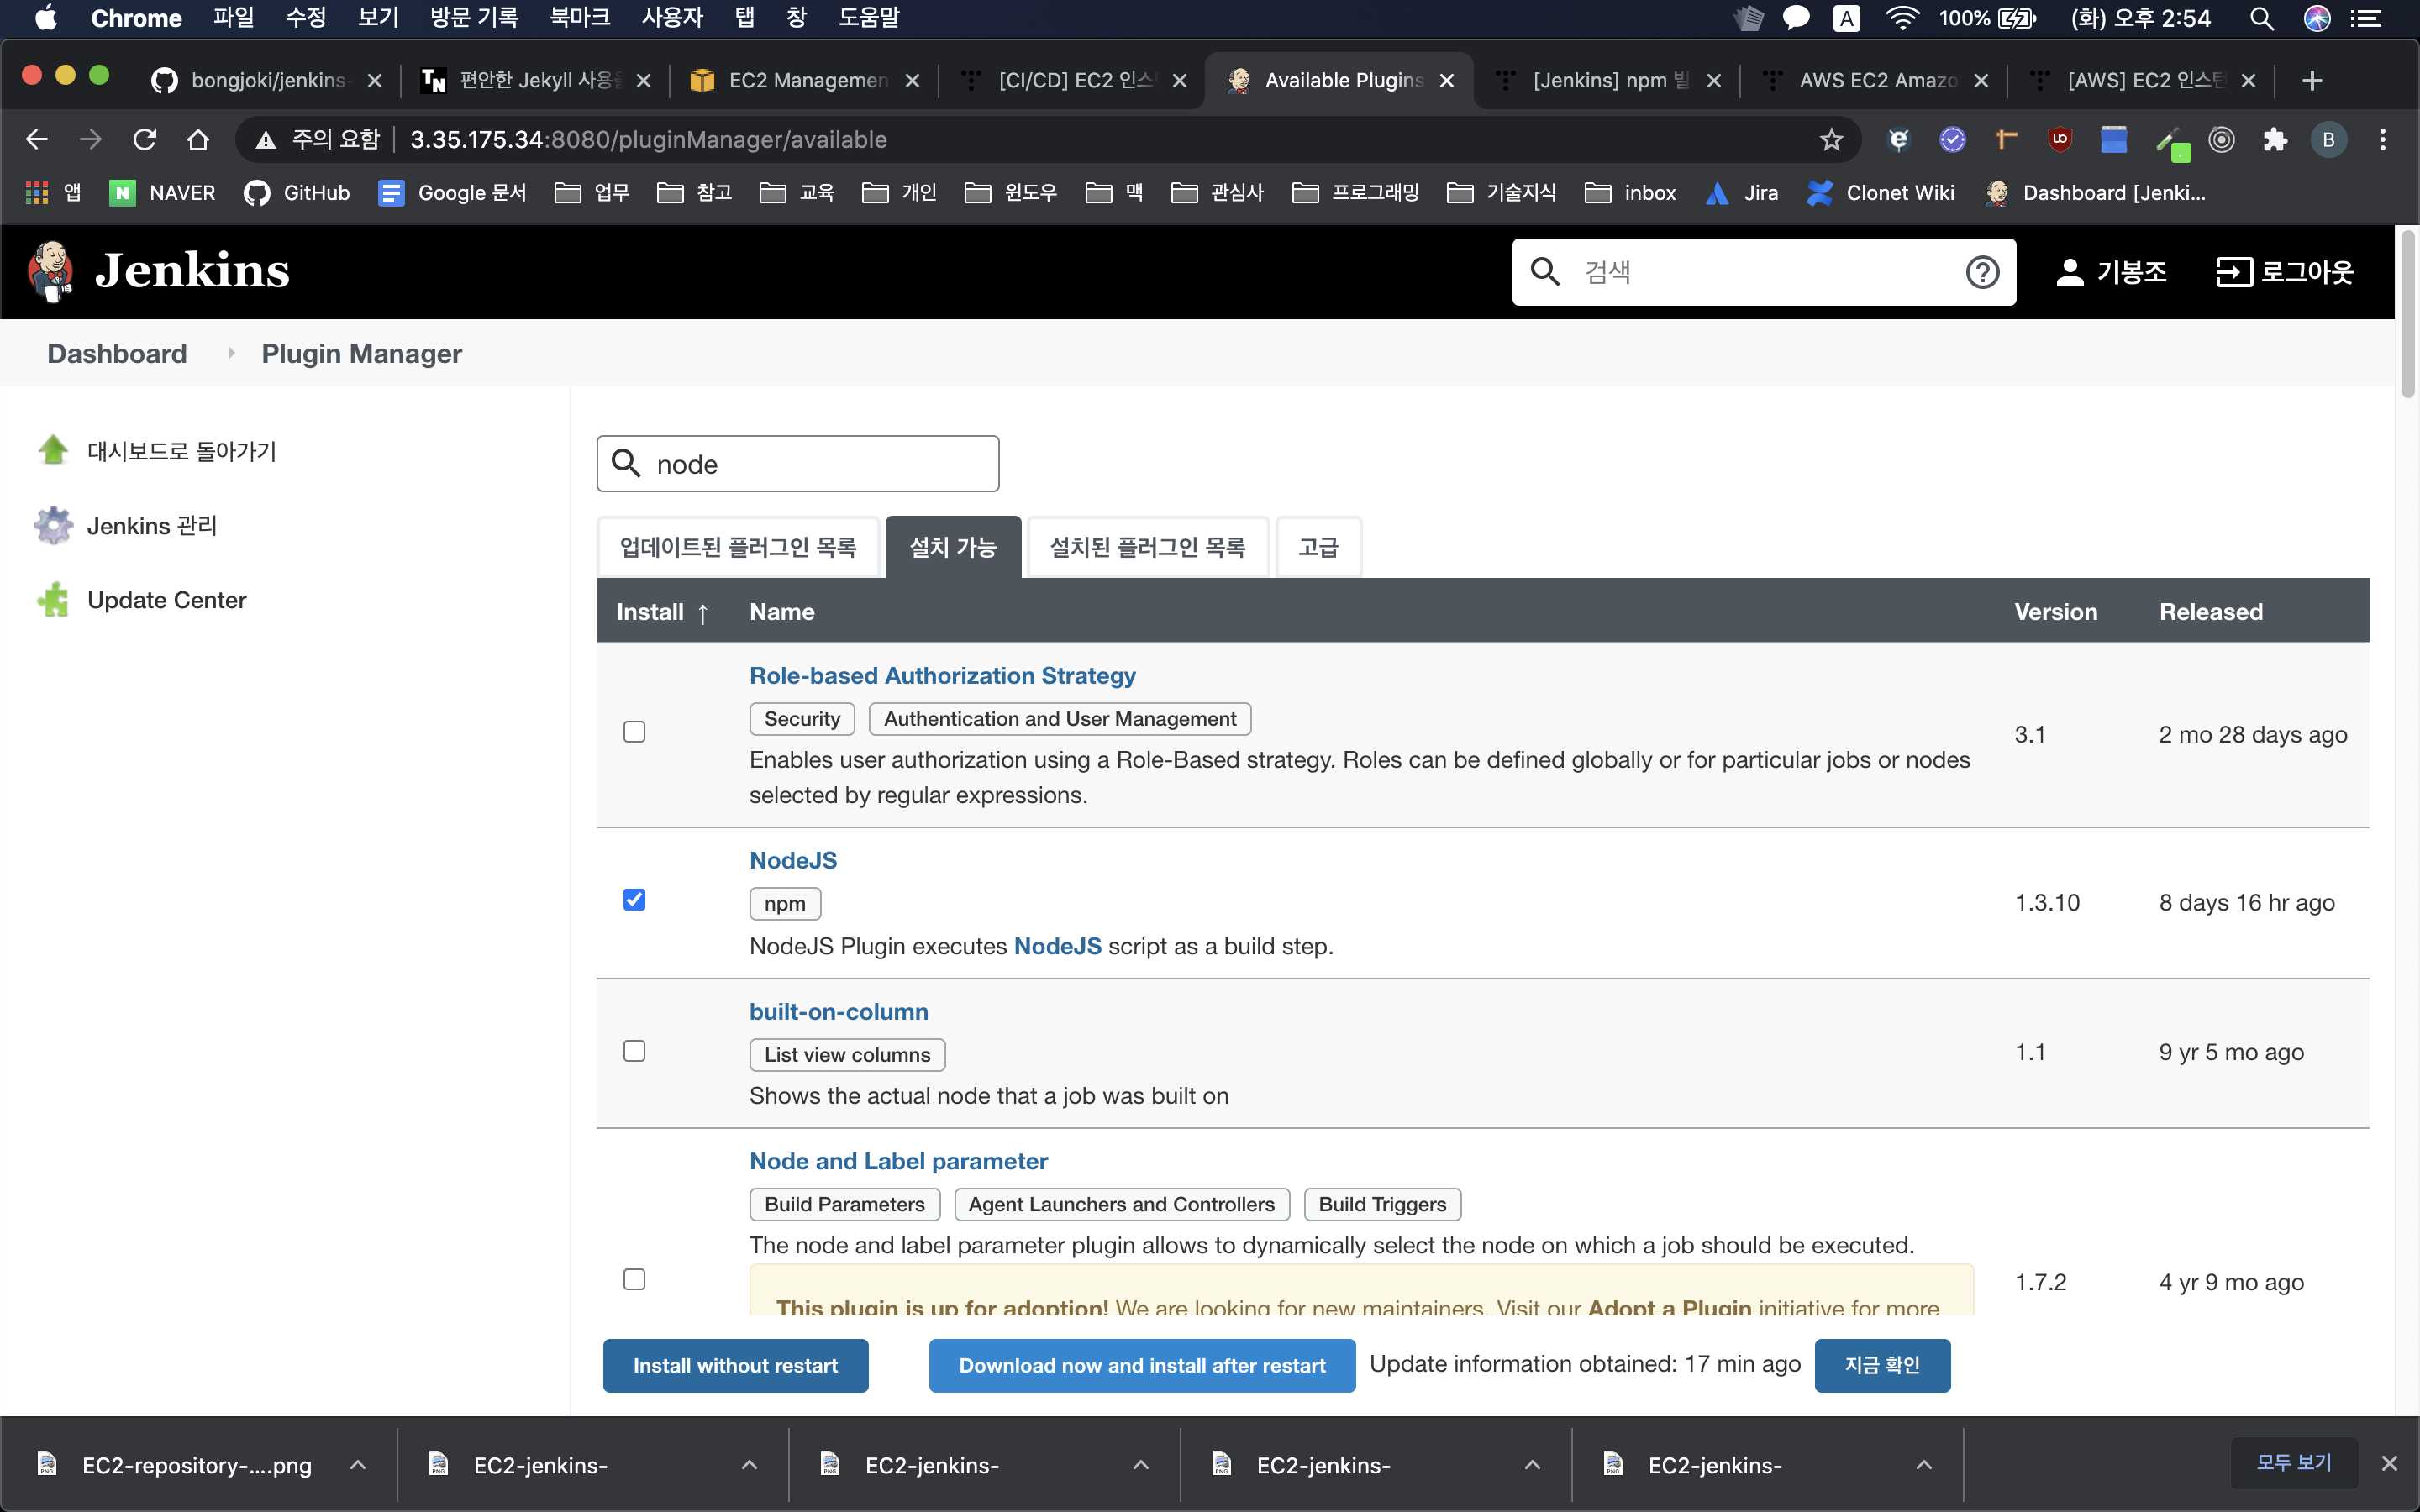 Chrome 파일 수정 보기 방문 기록 북마크 사용자 탭 창 도움말 A 100% (화) 오후 2:54
bongjoki/jenkins- TN 편안한 Jekyll 사용을 EC2 Managemen [CI/CD] EC2 인스 Available Plugins [Jenkins] npm 빌 AWS EC2 Amazo [AWS] EC2 인스턴
주의 요함 3.35.175.34:8080/pluginManager/available B
앱 N NAVER GitHub Google 문서 업무 참고 교육 개인 윈도우 맥 관심사 프로그래밍 기술지식 inbox Jira Clonet Wiki Dashboard [Jenki...
Jenkins 검색 기봉조 로그아웃
Dashboard Plugin Manager
대시보드로 돌아가기
Jenkins 관리
Update Center
node
업데이트된 플러그인 목록 설치 가능 설치된 플러그인 목록 고급
Install ↑ Name Version Released
Role-based Authorization Strategy
Security Authentication and User Management
Enables user authorization using a Role-Based strategy. Roles can be defined globally or for particular jobs or nodes
selected by regular expressions.
3.1 2 mo 28 days ago
NodeJS
npm
NodeJS Plugin executes NodeJS script as a build step.
1.3.10 8 days 16 hr ago
built-on-column
List view columns
Shows the actual node that a job was built on
1.1 9 yr 5 mo ago
Node and Label parameter
Build Parameters Agent Launchers and Controllers Build Triggers
The node and label parameter plugin allows to dynamically select the node on which a job should be executed.
This plugin is up for adoption! We are looking for new maintainers. Visit our Adopt a Plugin initiative for more
1.7.2 4 yr 9 mo ago
Install without restart Download now and install after restart Update information obtained: 17 min ago 지금 확인
EC2-repository-....png EC2-jenkins- EC2-jenkins- EC2-jenkins- EC2-jenkins- 모두 보기